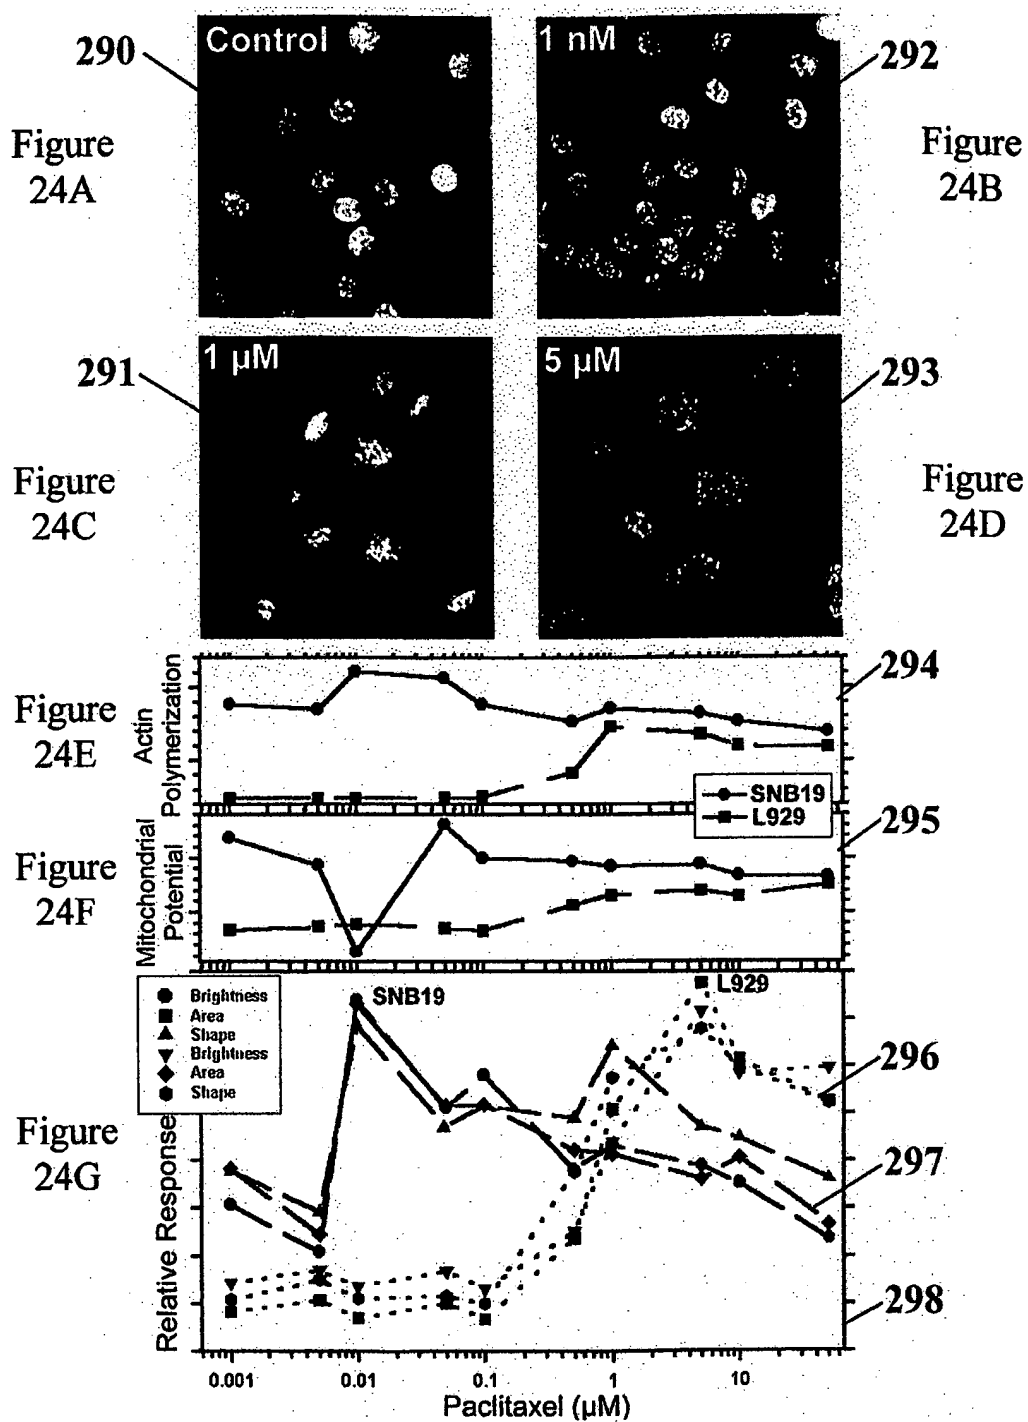 290
Control
1 nM
292
Figure
24A
Figure
24B
291
1 µM
5 µM
293
Figure
24C
Figure
24D
Figure
24E
Actin
Polymerization
294
SNB19
L929
Figure
24F
Mitochondrial
Potential
295
Figure
24G
Brightness
Area
Shape
Brightness
Area
Shape
SNB19
L929
296
297
298
Relative Response
0.001
0.01
0.1
1
10
Paclitaxel (µM)